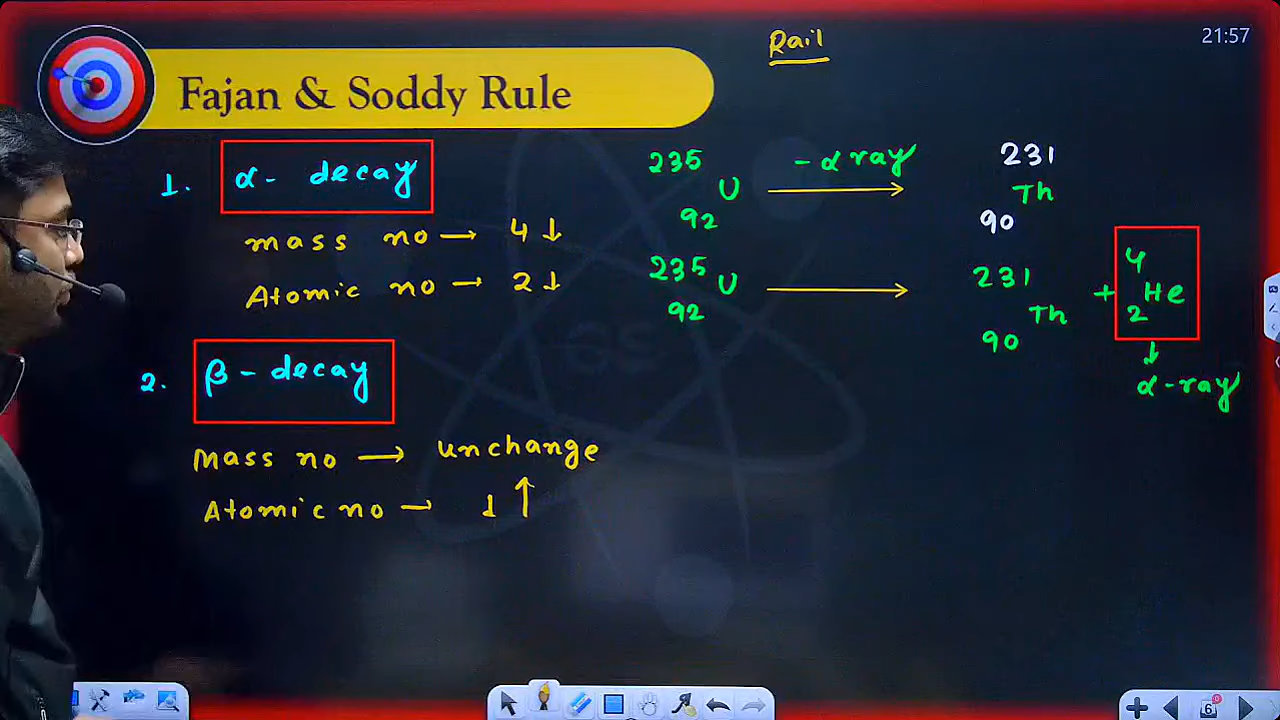 Rail
21:57
Fajan & Soddy Rule
1. α- decay
mass no → 4 ↓
Atomic no → 2 ↓
235
92 U - α ray → 231
90 Th
235
92 U → 231
90 Th + 4
2 He
↓
α-ray
2. β - decay
Mass no → unchange
Atomic no → 1 ↑